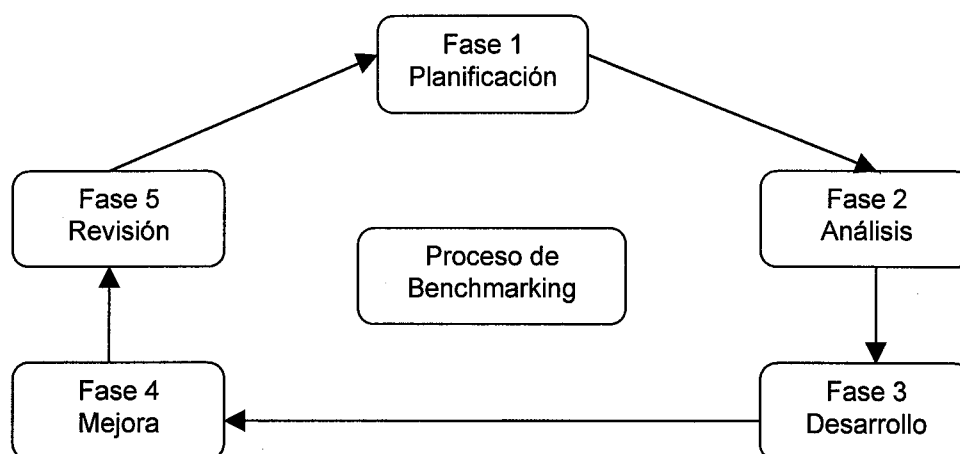 Fase 1
Planificación
Fase 5
Revisión
Fase 2
Análisis
Proceso de
Benchmarking
Fase 4
Mejora
Fase 3
Desarrollo